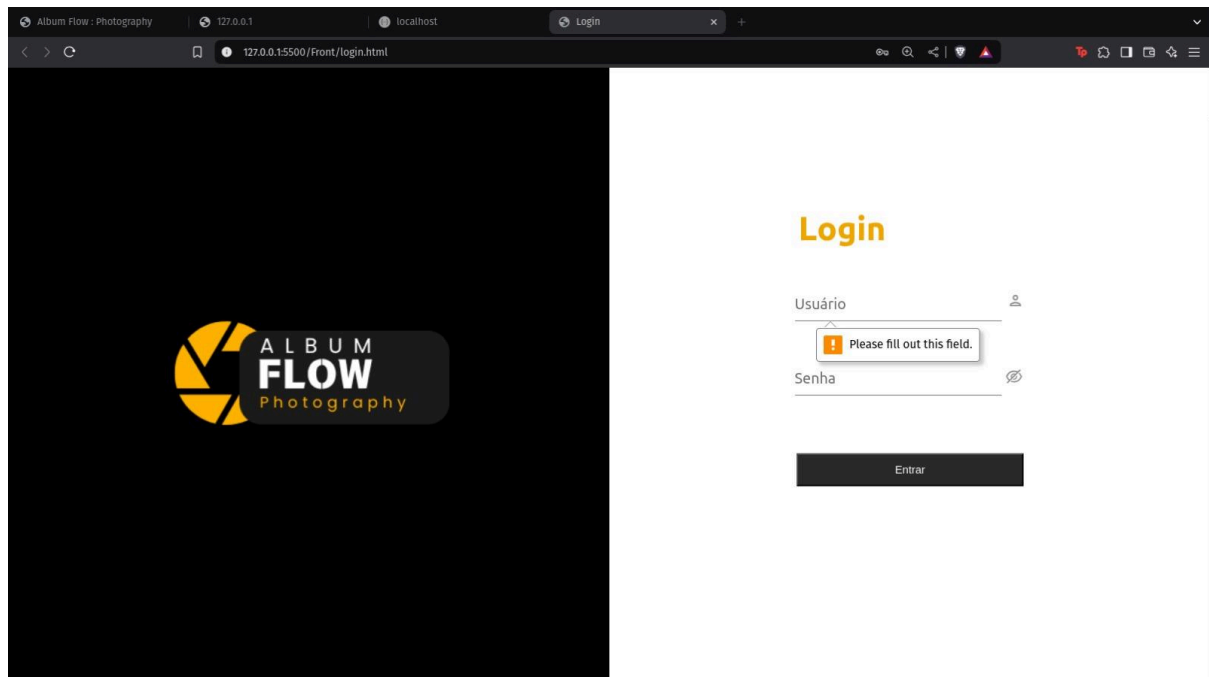 Album Flow : Photography
127.0.0.1
localhost
Login
127.0.0.1:5500/Front/login.html
Tp
ALBUM
FLOW
Photography
Login
Usuário
Please fill out this field.
Senha
Entrar